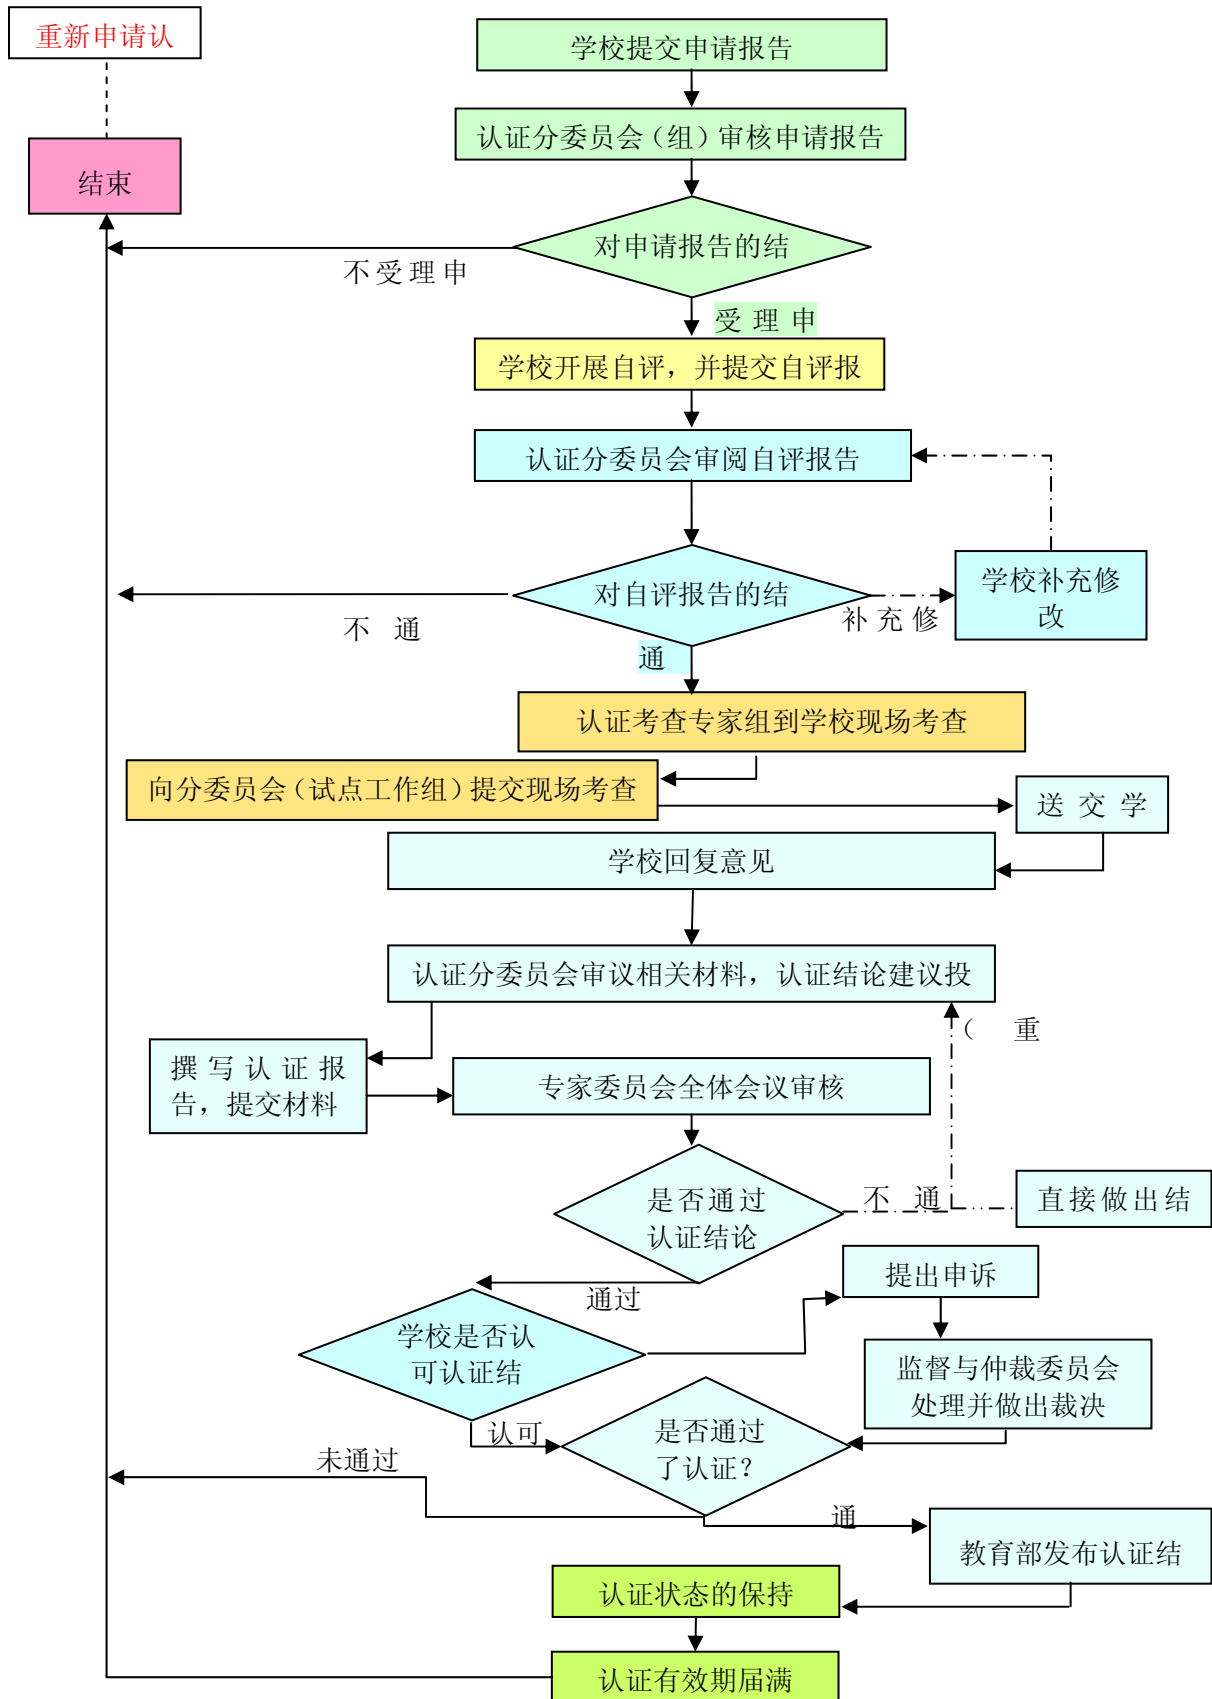 重新申请认
学校提交申请报告
认证分委员会（组）审核申请报告
结束
对申请报告的结
不受理申
受理申
学校开展自评，并提交自评报
认证分委员会审阅自评报告
对自评报告的结
学校补充修
改
补充修
不 通
通
认证考查专家组到学校现场考查
向分委员会（试点工作组）提交现场考查
送交学
学校回复意见
认证分委员会审议相关材料，认证结论建议投
（ 重
撰写认证报
告，提交材料
专家委员会全体会议审核
是否通过
认证结论
不 通
直接做出结
通过
提出申诉
学校是否认
可认证结
监督与仲裁委员会
处理并做出裁决
认可
是否通过
了认证？
未通过
通
教育部发布认证结
认证状态的保持
认证有效期届满